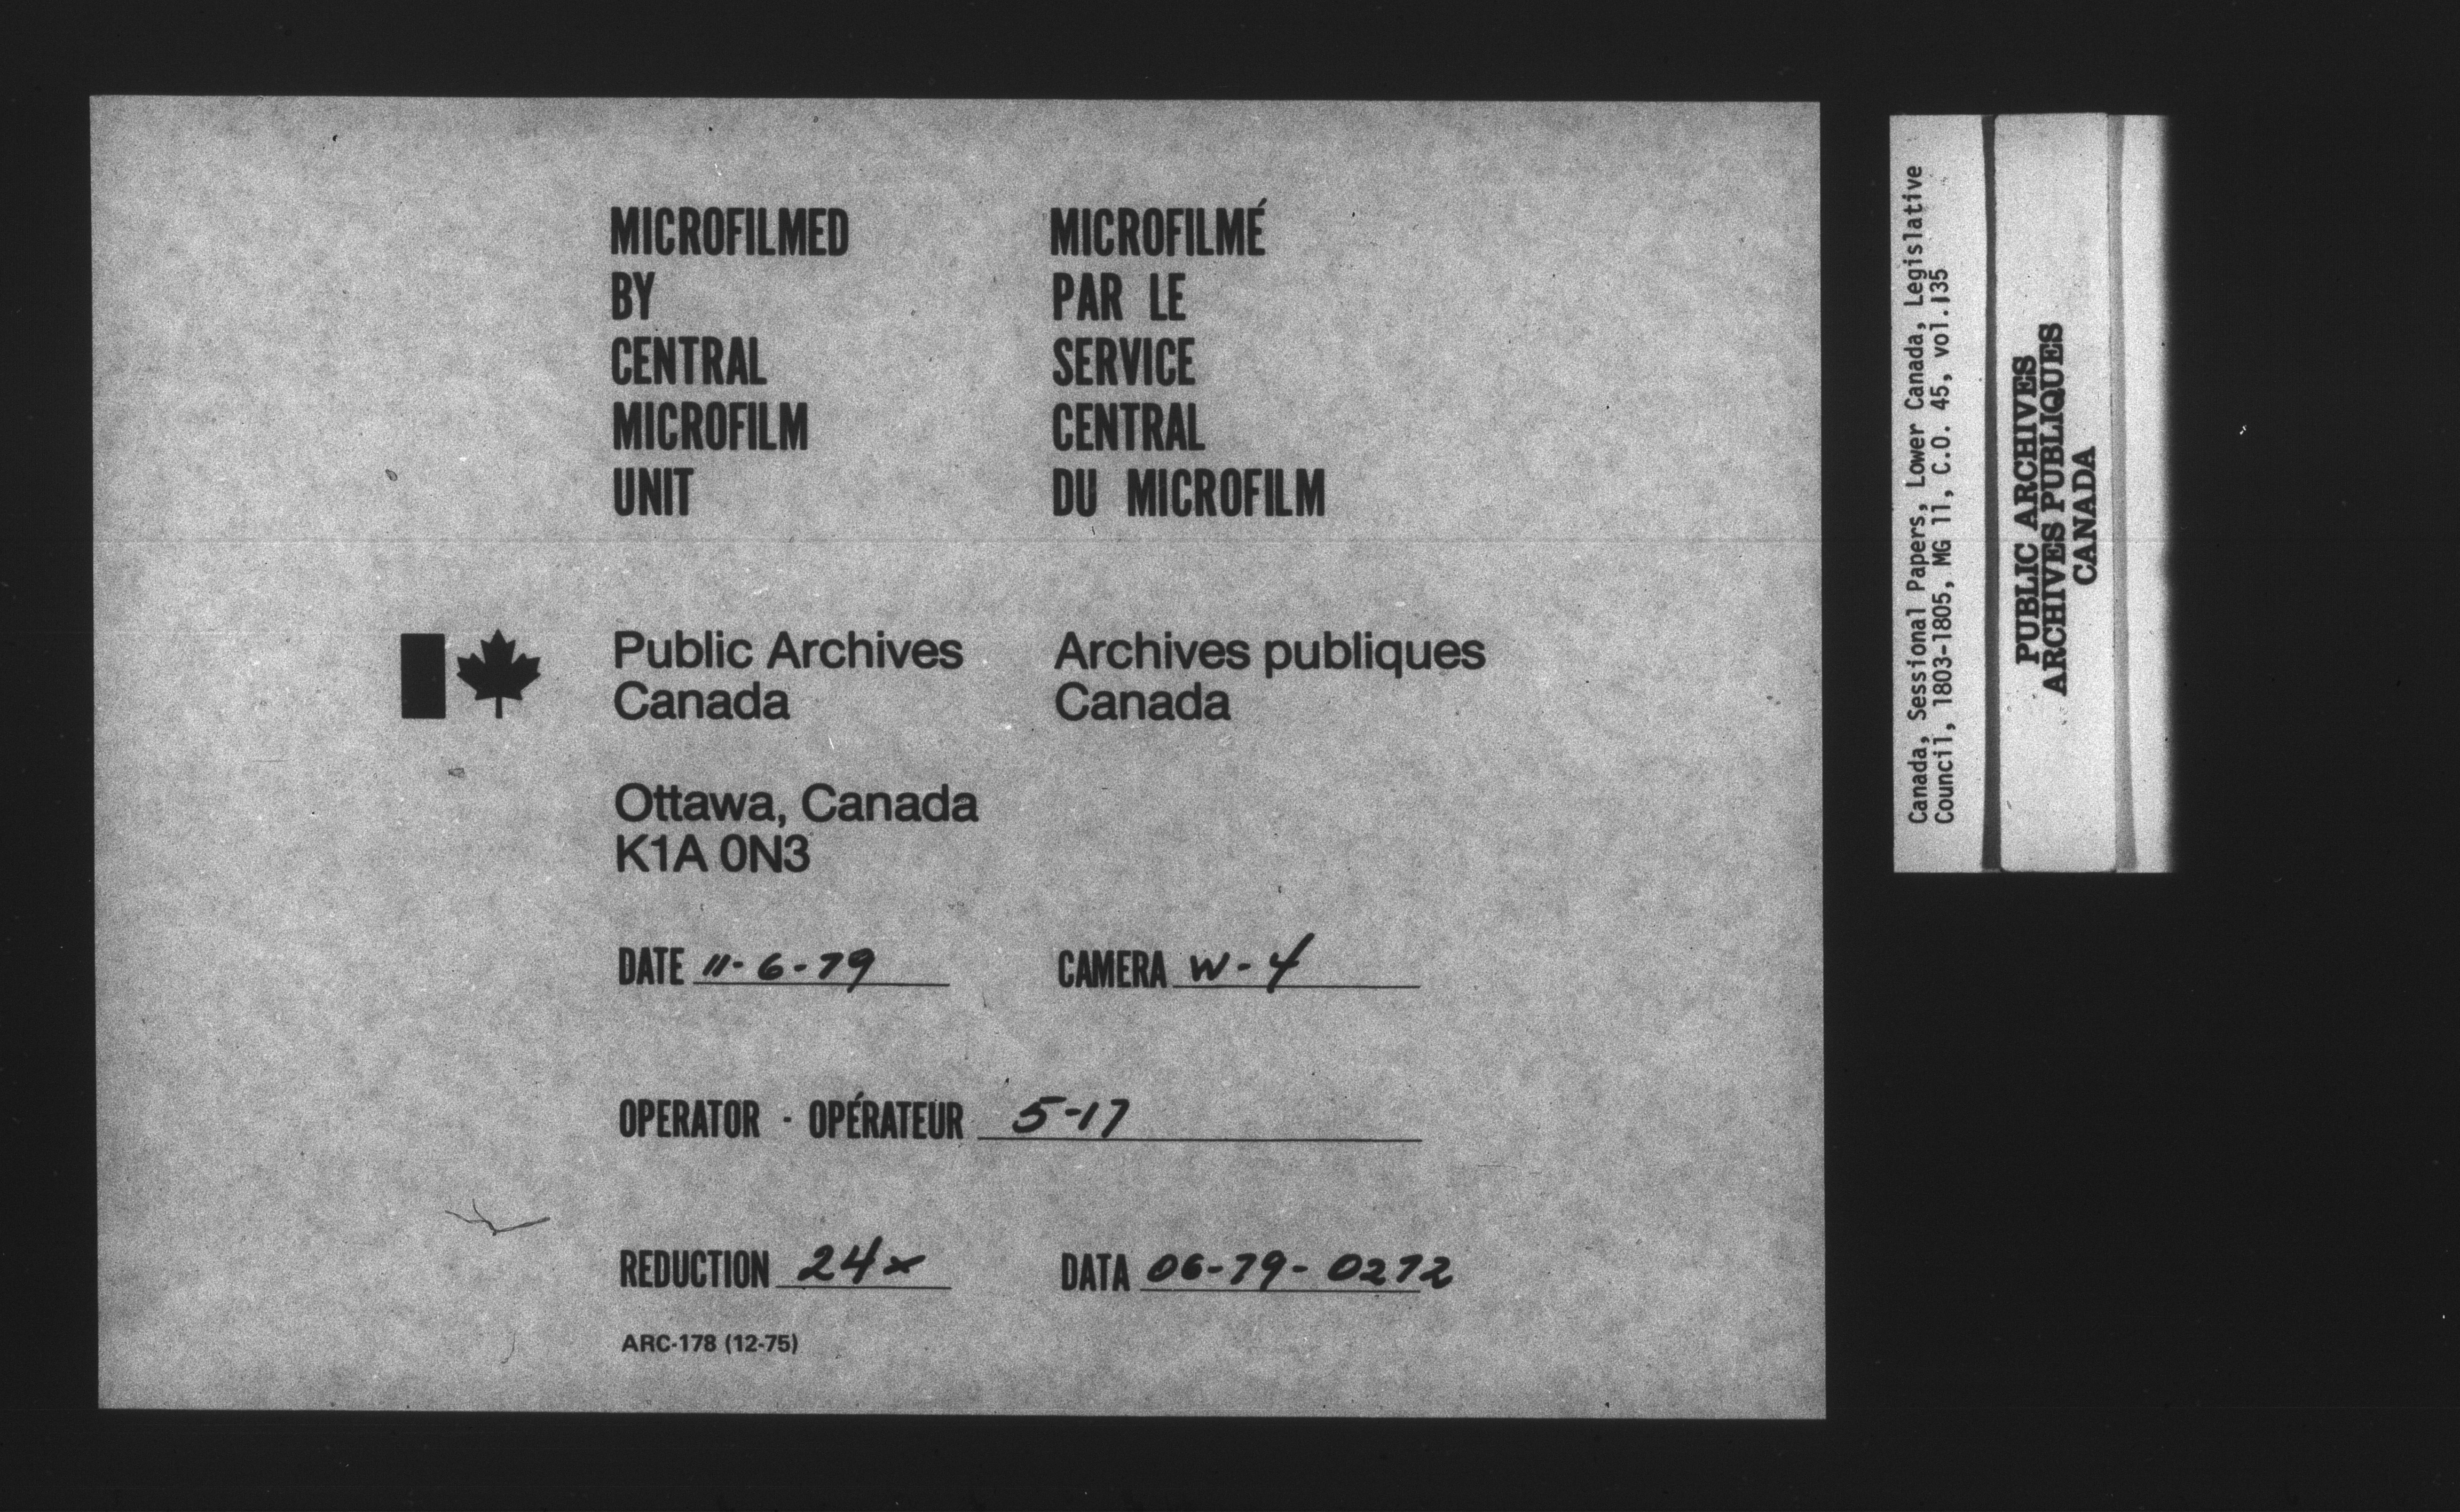 MICROFILMED
BY
CENTRAL
MICROFILM
UNIT
MICROFILMÉ
PAR LE
SERVICE
CENTRAL
DU MICROFILM
Public Archives
Canada
Archives publiques
Canada
Ottawa, Canada
K1A 0N3
DATE 11-6-79
CAMERA W-4
OPERATOR - OPÉRATEUR 5-17
REDUCTION 24x
DATA 06-79-0272
ARC-178 (12-75)
Canada, Sessional Papers, Lower Canada, Legislative
Council, 1803-1805, MG 11, C.O. 45, vol.135
PUBLIC ARCHIVES
ARCHIVES PUBLIQUES
CANADA